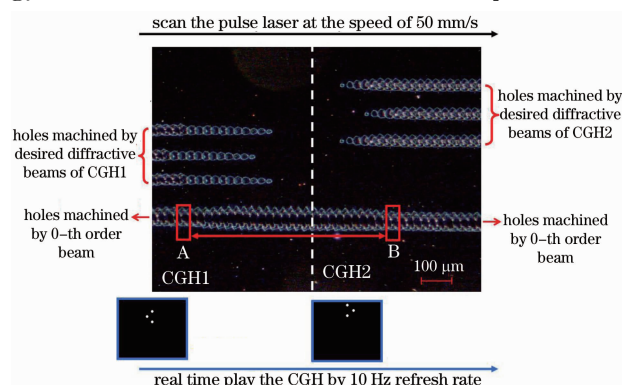 scan the pulse laser at the speed of 50 mm/s
holes machined by
desired diffractive
beams of CGH1
holes machined by
desired diffractive
beams of CGH2
holes machined
by 0-th order
beam
holes machined
by 0-th order
beam
A
B
CGH1
CGH2
100 μm
real time play the CGH by 10 Hz refresh rate